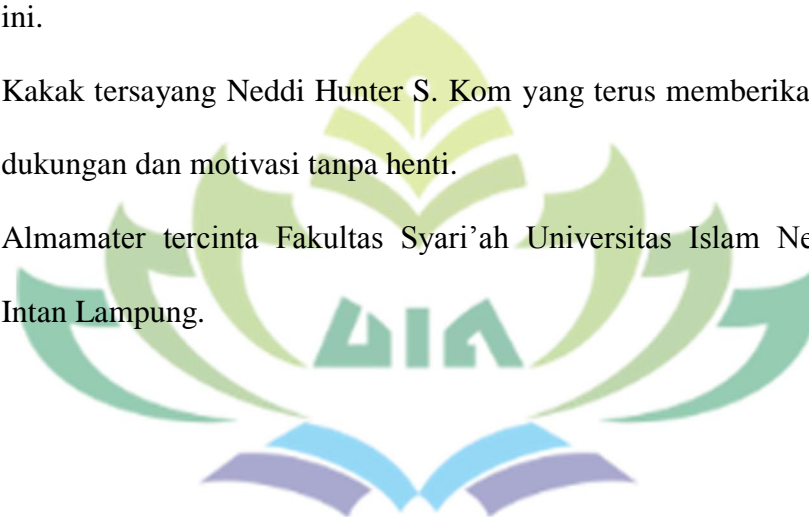 ini.
Kakak tersayang Neddi Hunter S. Kom yang terus memberika
dukungan dan motivasi tanpa henti.
Almamater tercinta Fakultas Syari’ah Universitas Islam Ne
Intan Lampung.
UIN